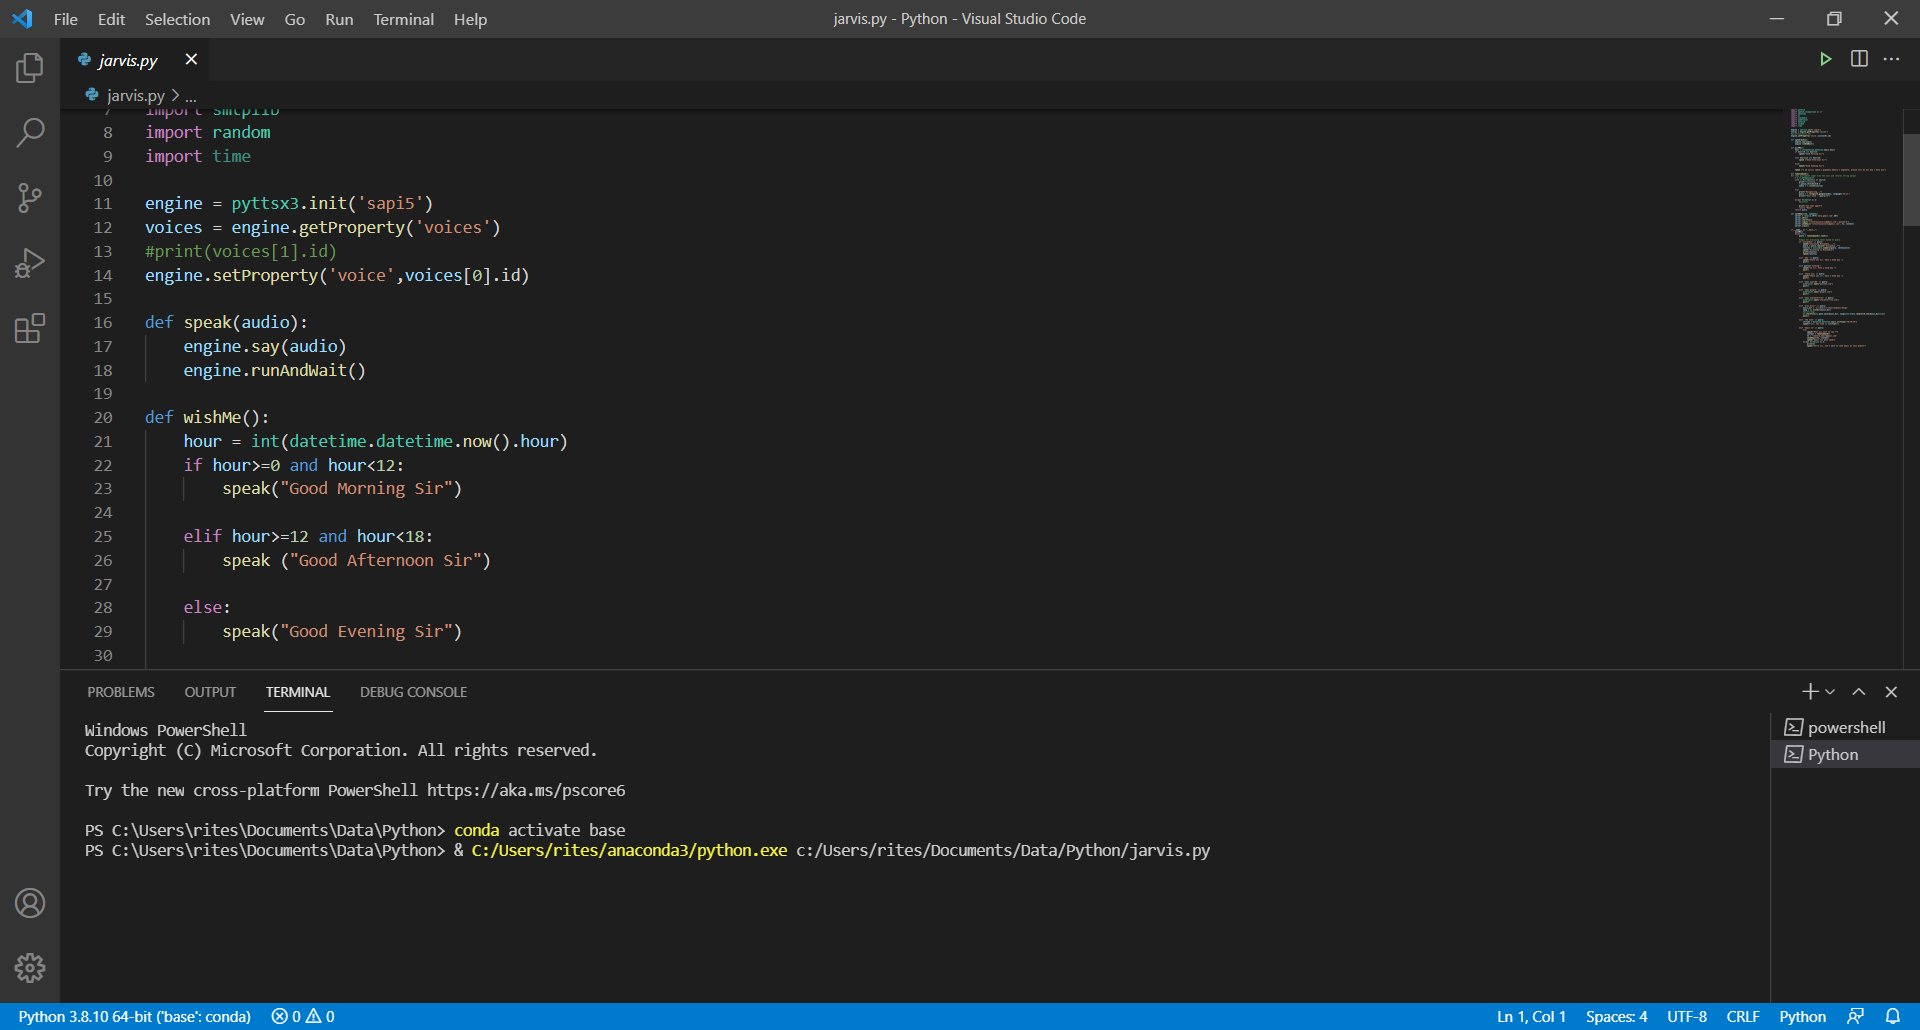 File Edit Selection View Go Run Terminal Help
jarvis.py - Python - Visual Studio Code
jarvis.py
jarvis.py > ...
7 import smtplib
8 import random
9 import time
10
11 engine = pyttsx3.init('sapi5')
12 voices = engine.getProperty('voices')
13 #print(voices[1].id)
14 engine.setProperty('voice',voices[0].id)
15
16 def speak(audio):
17 engine.say(audio)
18 engine.runAndWait()
19
20 def wishMe():
21 hour = int(datetime.datetime.now().hour)
22 if hour>=0 and hour<12:
23 speak("Good Morning Sir")
24
25 elif hour>=12 and hour<18:
26 speak ("Good Afternoon Sir")
27
28 else:
29 speak("Good Evening Sir")
30
PROBLEMS OUTPUT TERMINAL DEBUG CONSOLE
Windows PowerShell
Copyright (C) Microsoft Corporation. All rights reserved.
Try the new cross-platform PowerShell https://aka.ms/pscore6
PS C:\Users\rites\Documents\Data\Python> conda activate base
PS C:\Users\rites\Documents\Data\Python> & C:/Users/rites/anaconda3/python.exe c:/Users/rites/Documents/Data/Python/jarvis.py
powershell
Python
Python 3.8.10 64-bit ('base': conda) 0 0
Ln 1, Col 1 Spaces: 4 UTF-8 CRLF Python